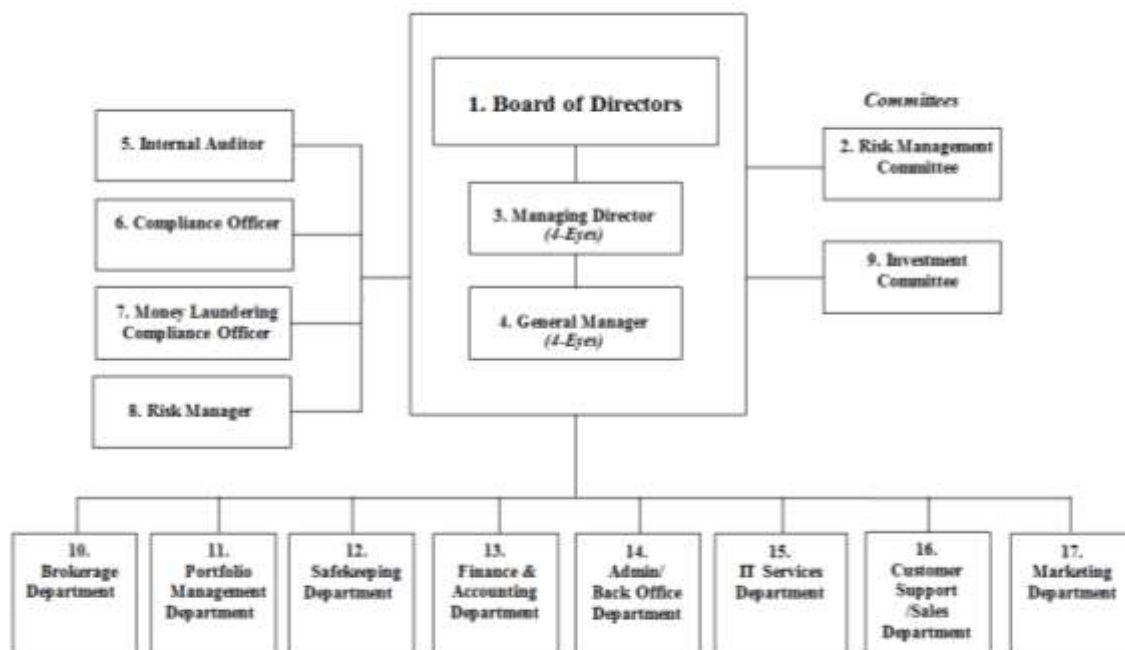 1. Board of Directors
Committees
5. Internal Auditor
2. Risk Management
Committee
3. Managing Director
(4-Eyes)
6. Compliance Officer
9. Investment
Committee
7. Money Laundering
Compliance Officer
4. General Manager
(4-Eyes)
8. Risk Manager
10.
Brokerage
Department
11.
Portfolio
Management
Department
12.
Safekeeping
Department
13.
Finance &
Accounting
Department
14.
Admin/
Back Office
Department
15.
IT Services
Department
16.
Customer
Support
/Sales
Department
17.
Marketing
Department